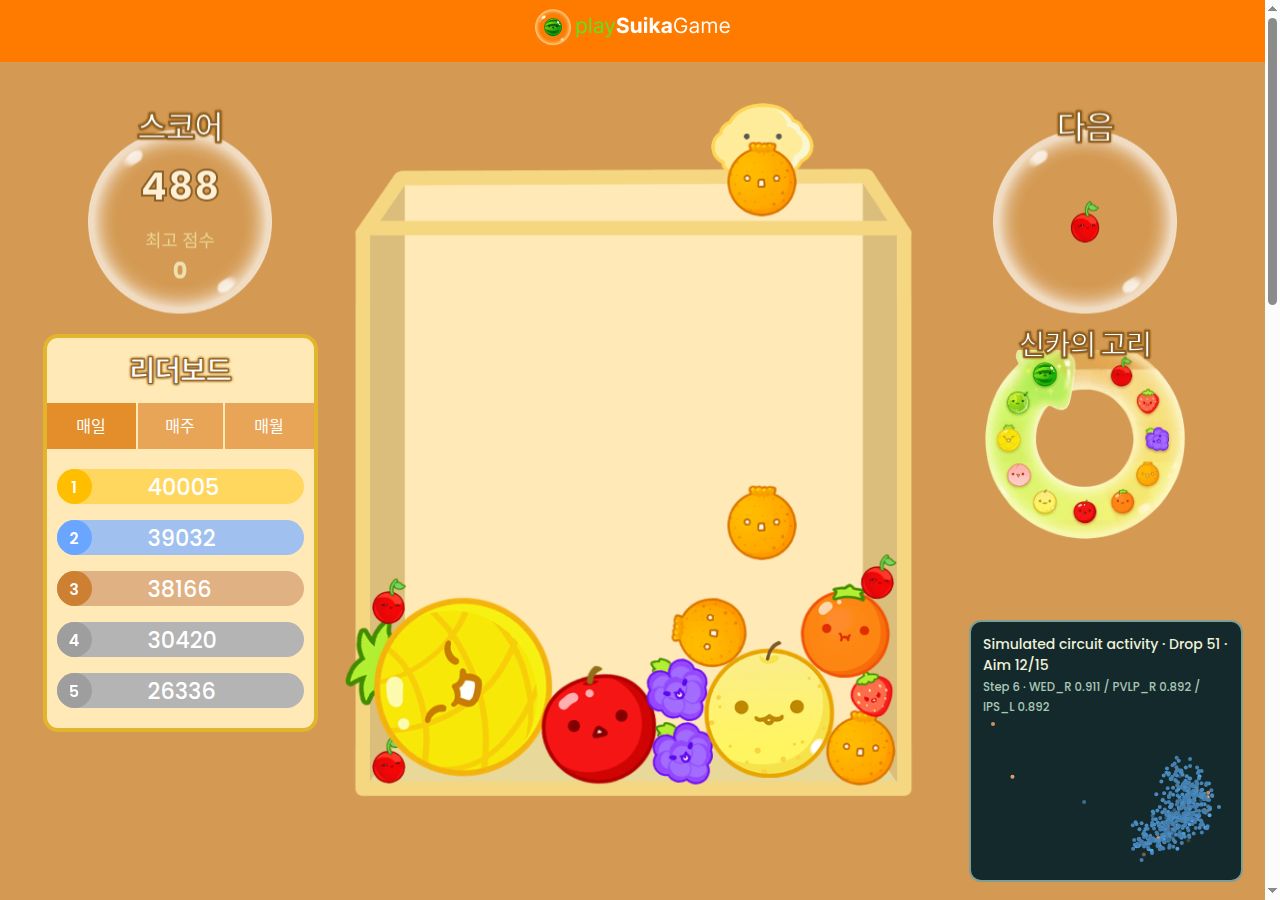 playSuikaGame
스코어
488
최고 점수
0
다음
신카의 고리
리더보드
매일
매주
매월
1 40005
2 39032
3 38166
4 30420
5 26336
Simulated circuit activity · Drop 51 ·
Aim 12/15
Step 6 · WED_R 0.911 / PVLP_R 0.892 /
IPS_L 0.892